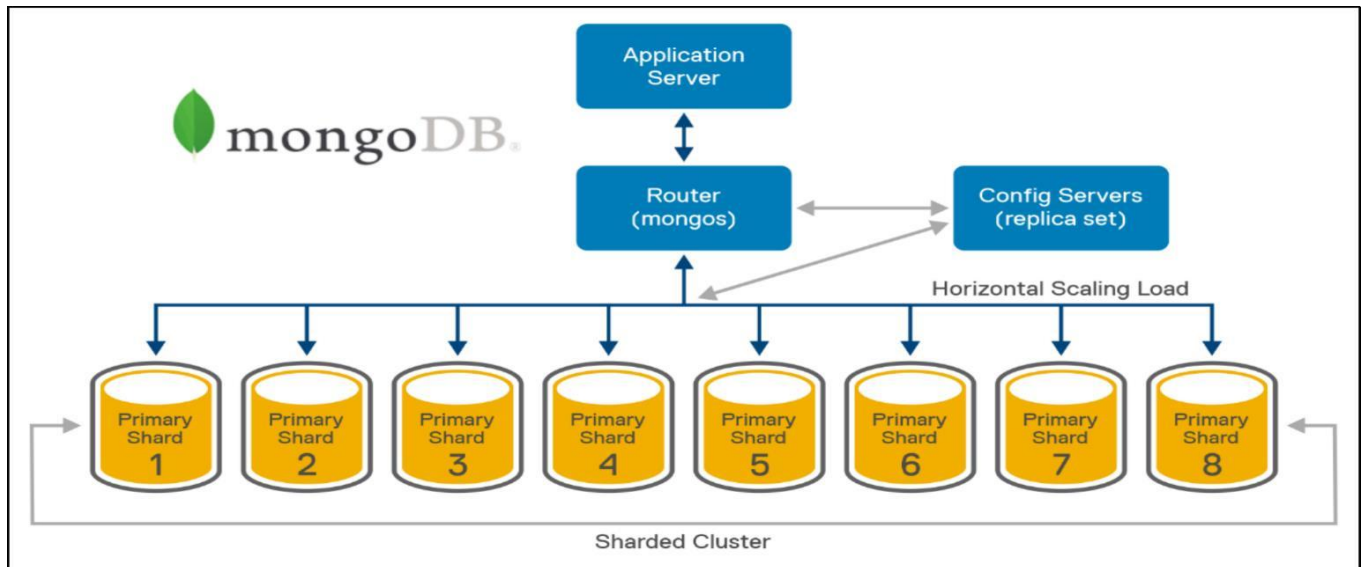 Application
Server
mongoDB®
Router
(mongos)
Config Servers
(replica set)
Horizontal Scaling Load
Primary
Shard
1
Primary
Shard
2
Primary
Shard
3
Primary
Shard
4
Primary
Shard
5
Primary
Shard
6
Primary
Shard
7
Primary
Shard
8
Sharded Cluster